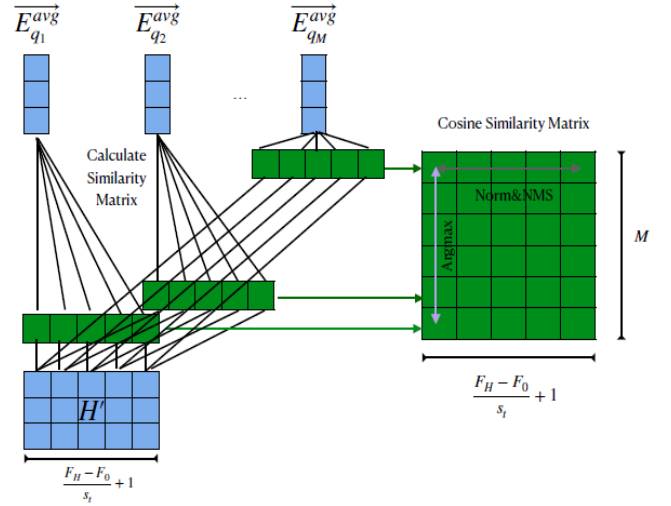 $\overrightarrow{E_{q_1}^{avg}}$ $\overrightarrow{E_{q_2}^{avg}}$ $\overrightarrow{E_{q_M}^{avg}}$
...
Calculate
Similarity
Matrix
Cosine Similarity Matrix
Norm&NMS
Argmax
M
$\frac{F_H - F_0}{s_t} + 1$
H'
$\frac{F_H - F_0}{s_t} + 1$